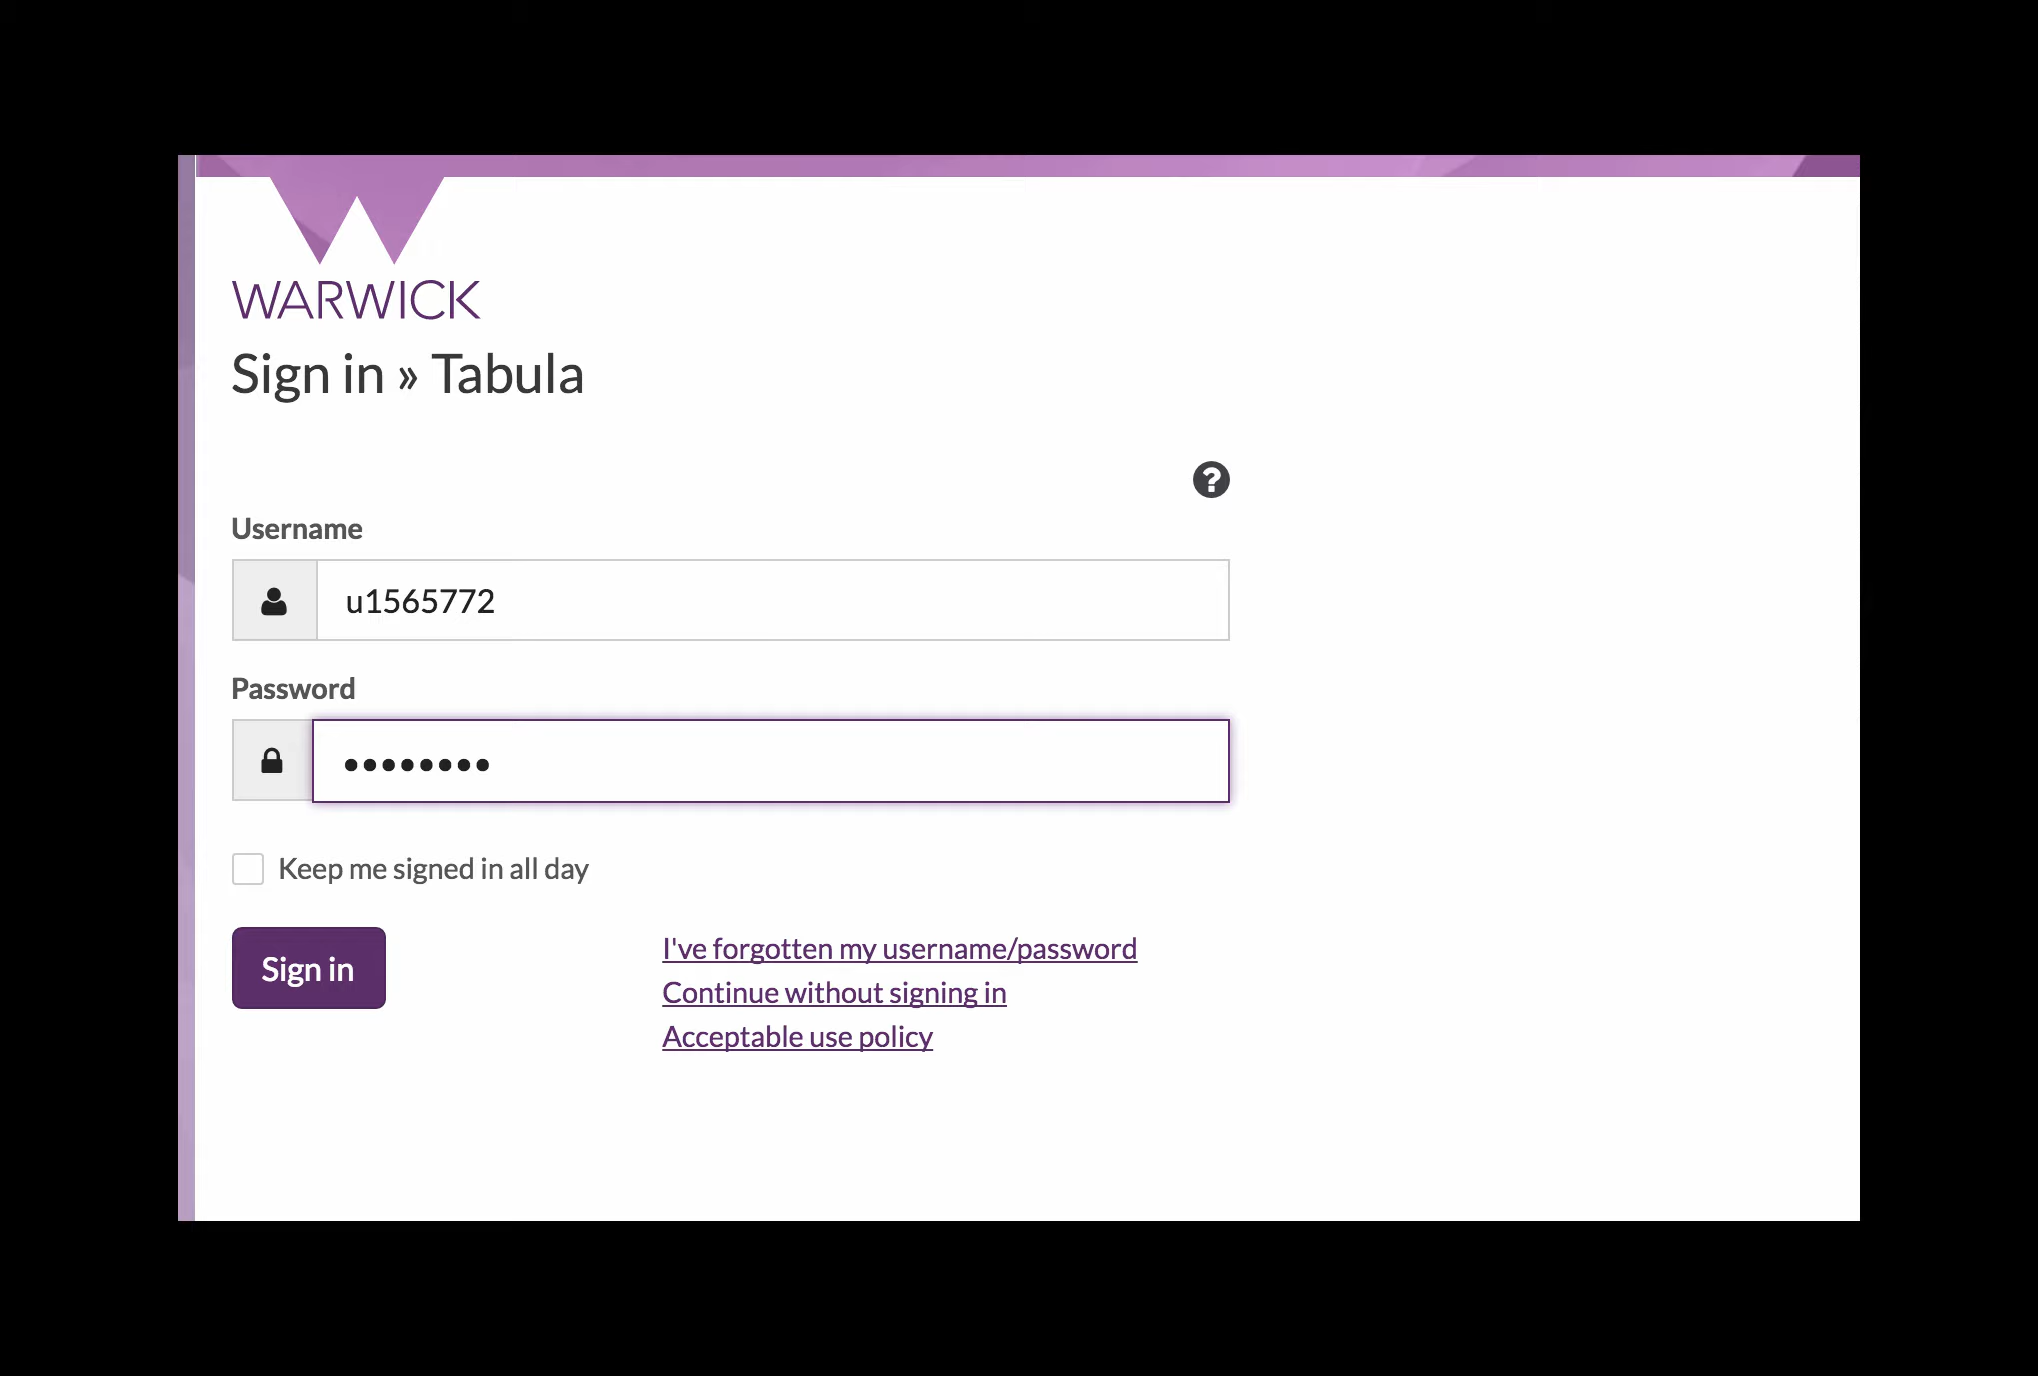 WARWICK
Sign in » Tabula
Username
u1565772
Password
••••••••
Keep me signed in all day
Sign in
I've forgotten my username/password
Continue without signing in
Acceptable use policy